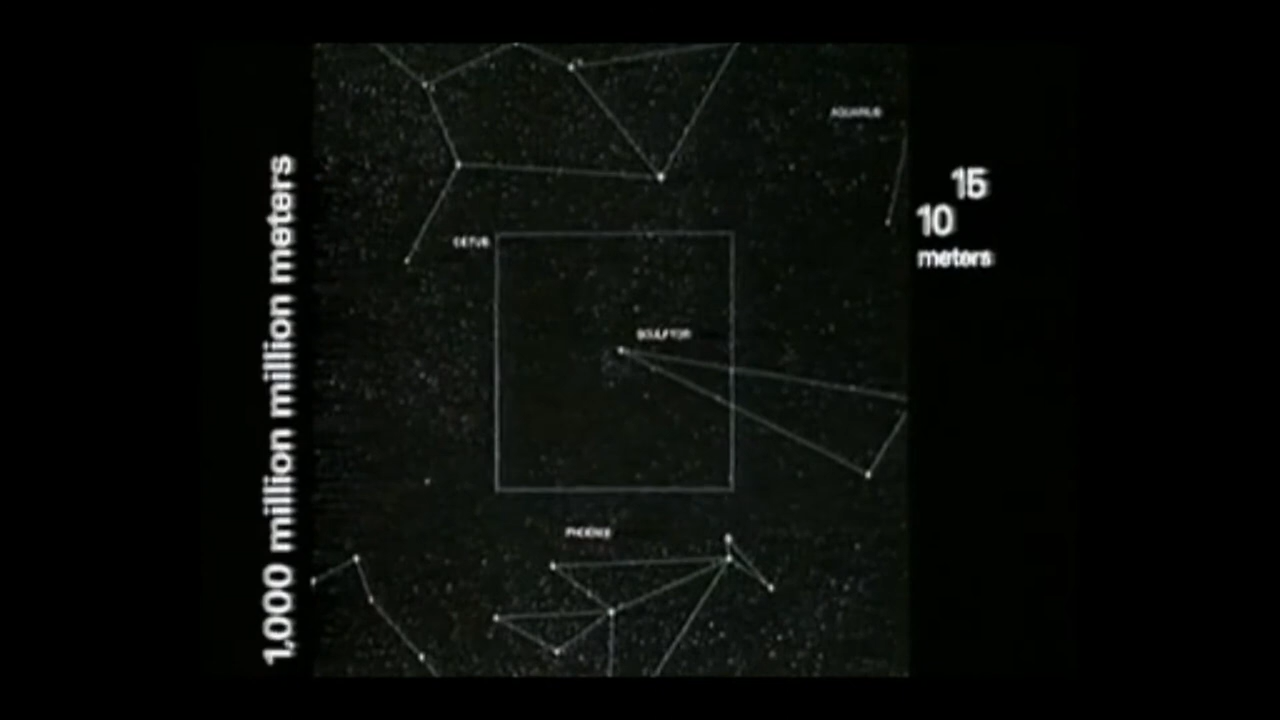 1,000 million million meters
AQUARIUS
15
10
meters
CETUS
SCULPTOR
PHOENIX